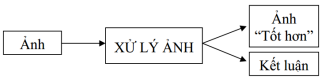 Ảnh
XỬ LÝ ẢNH
Ảnh
“Tốt hơn”
Kết luận